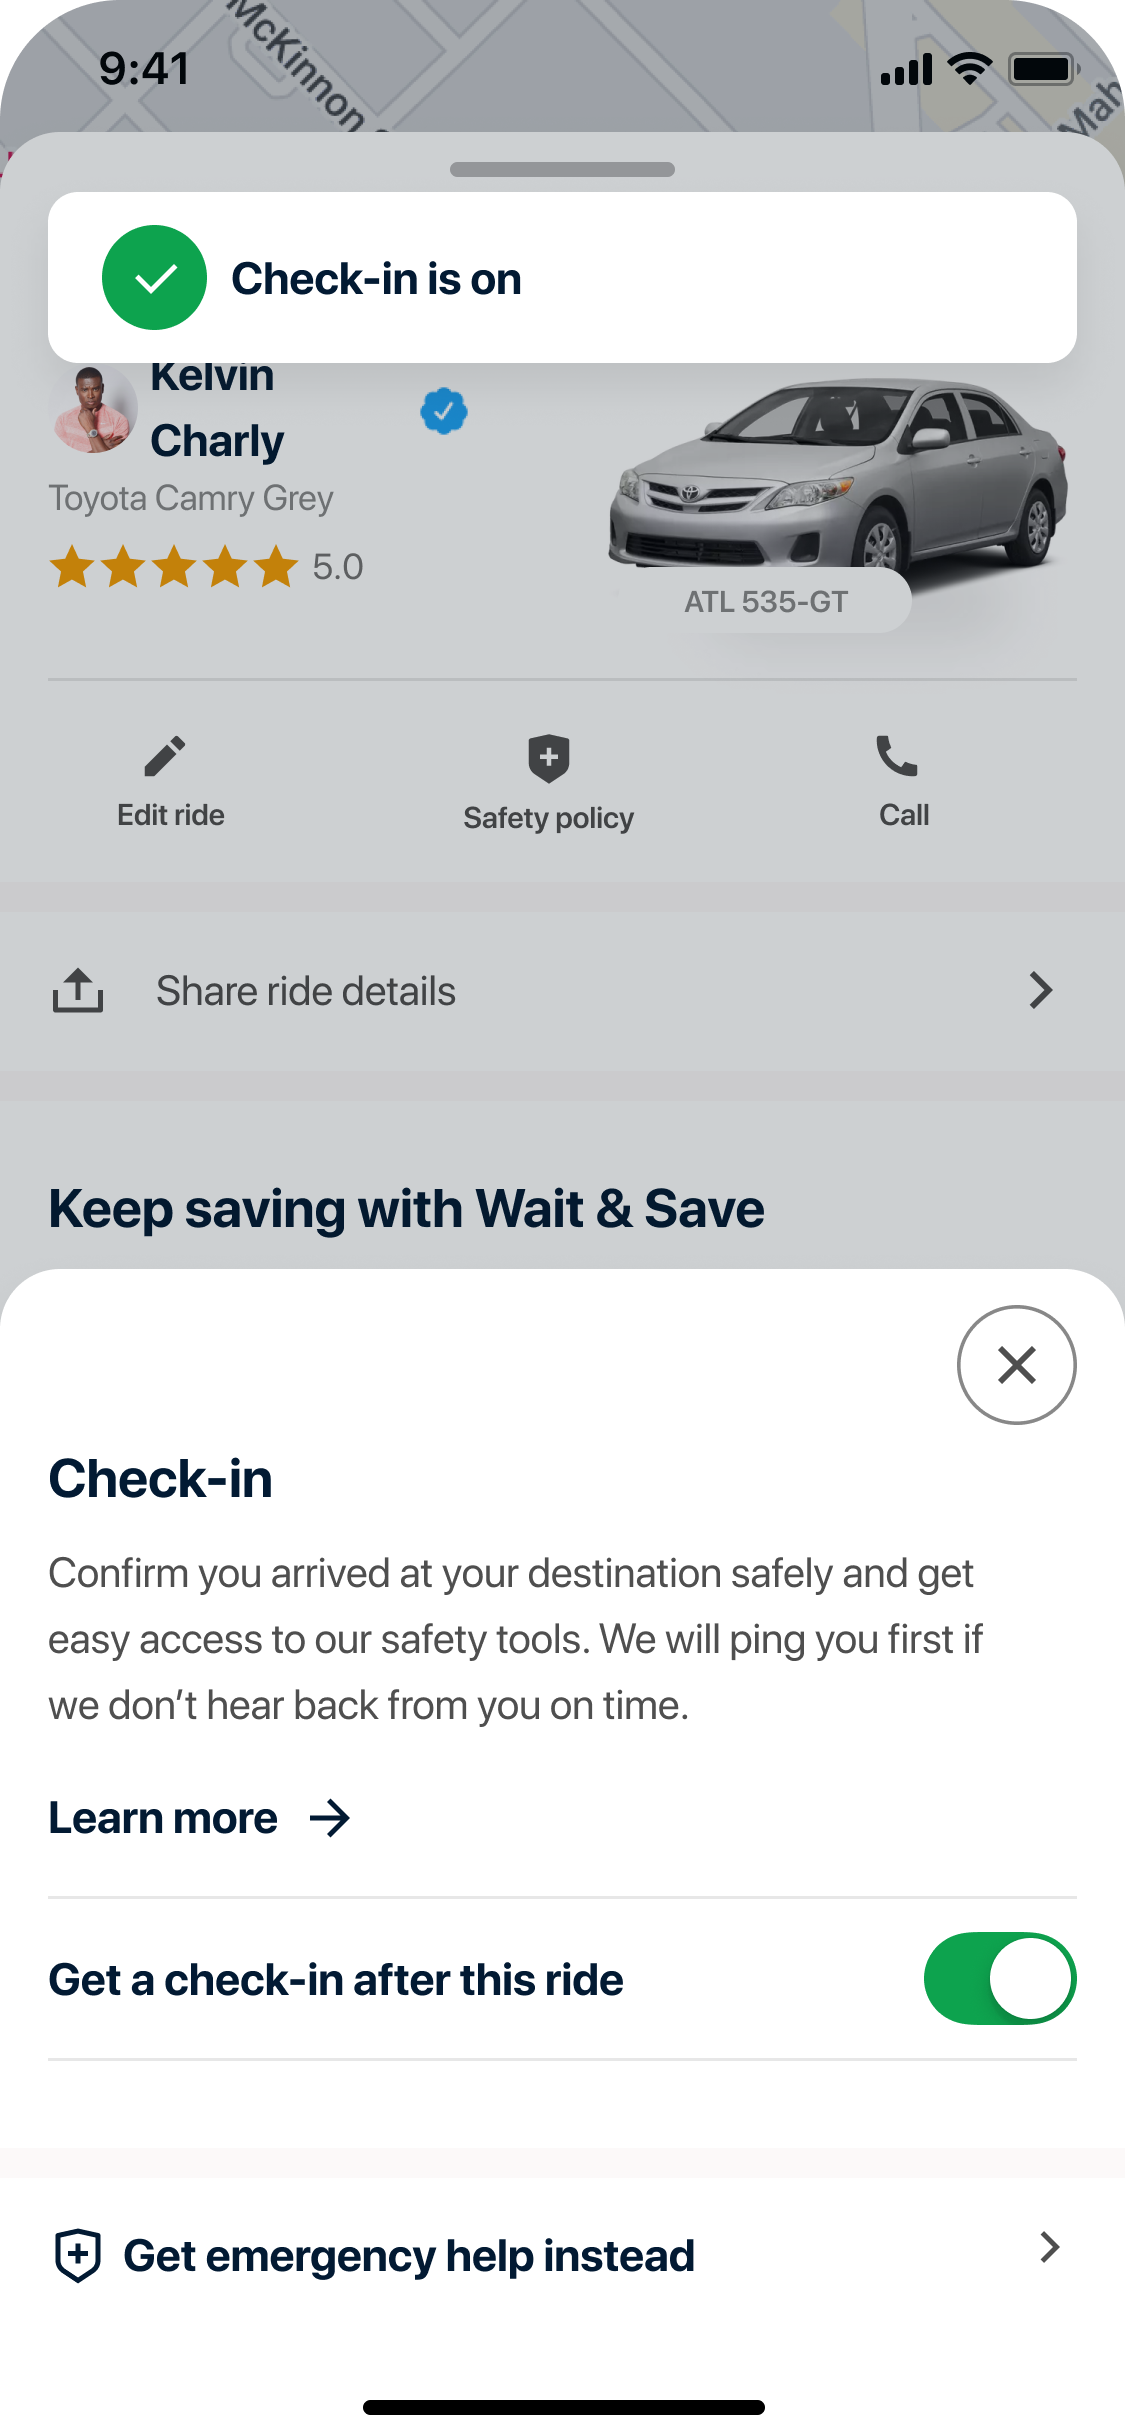 McKinnon
9:41
Mah
Check-in is on
Kelvin
Charly
Toyota Camry Grey
5.0
ATL 535-GT
Edit ride
Safety policy
Call
Share ride details
Keep saving with Wait & Save
Check-in
Confirm you arrived at your destination safely and get
easy access to our safety tools. We will ping you first if
we don’t hear back from you on time.
Learn more
Get a check-in after this ride
Get emergency help instead